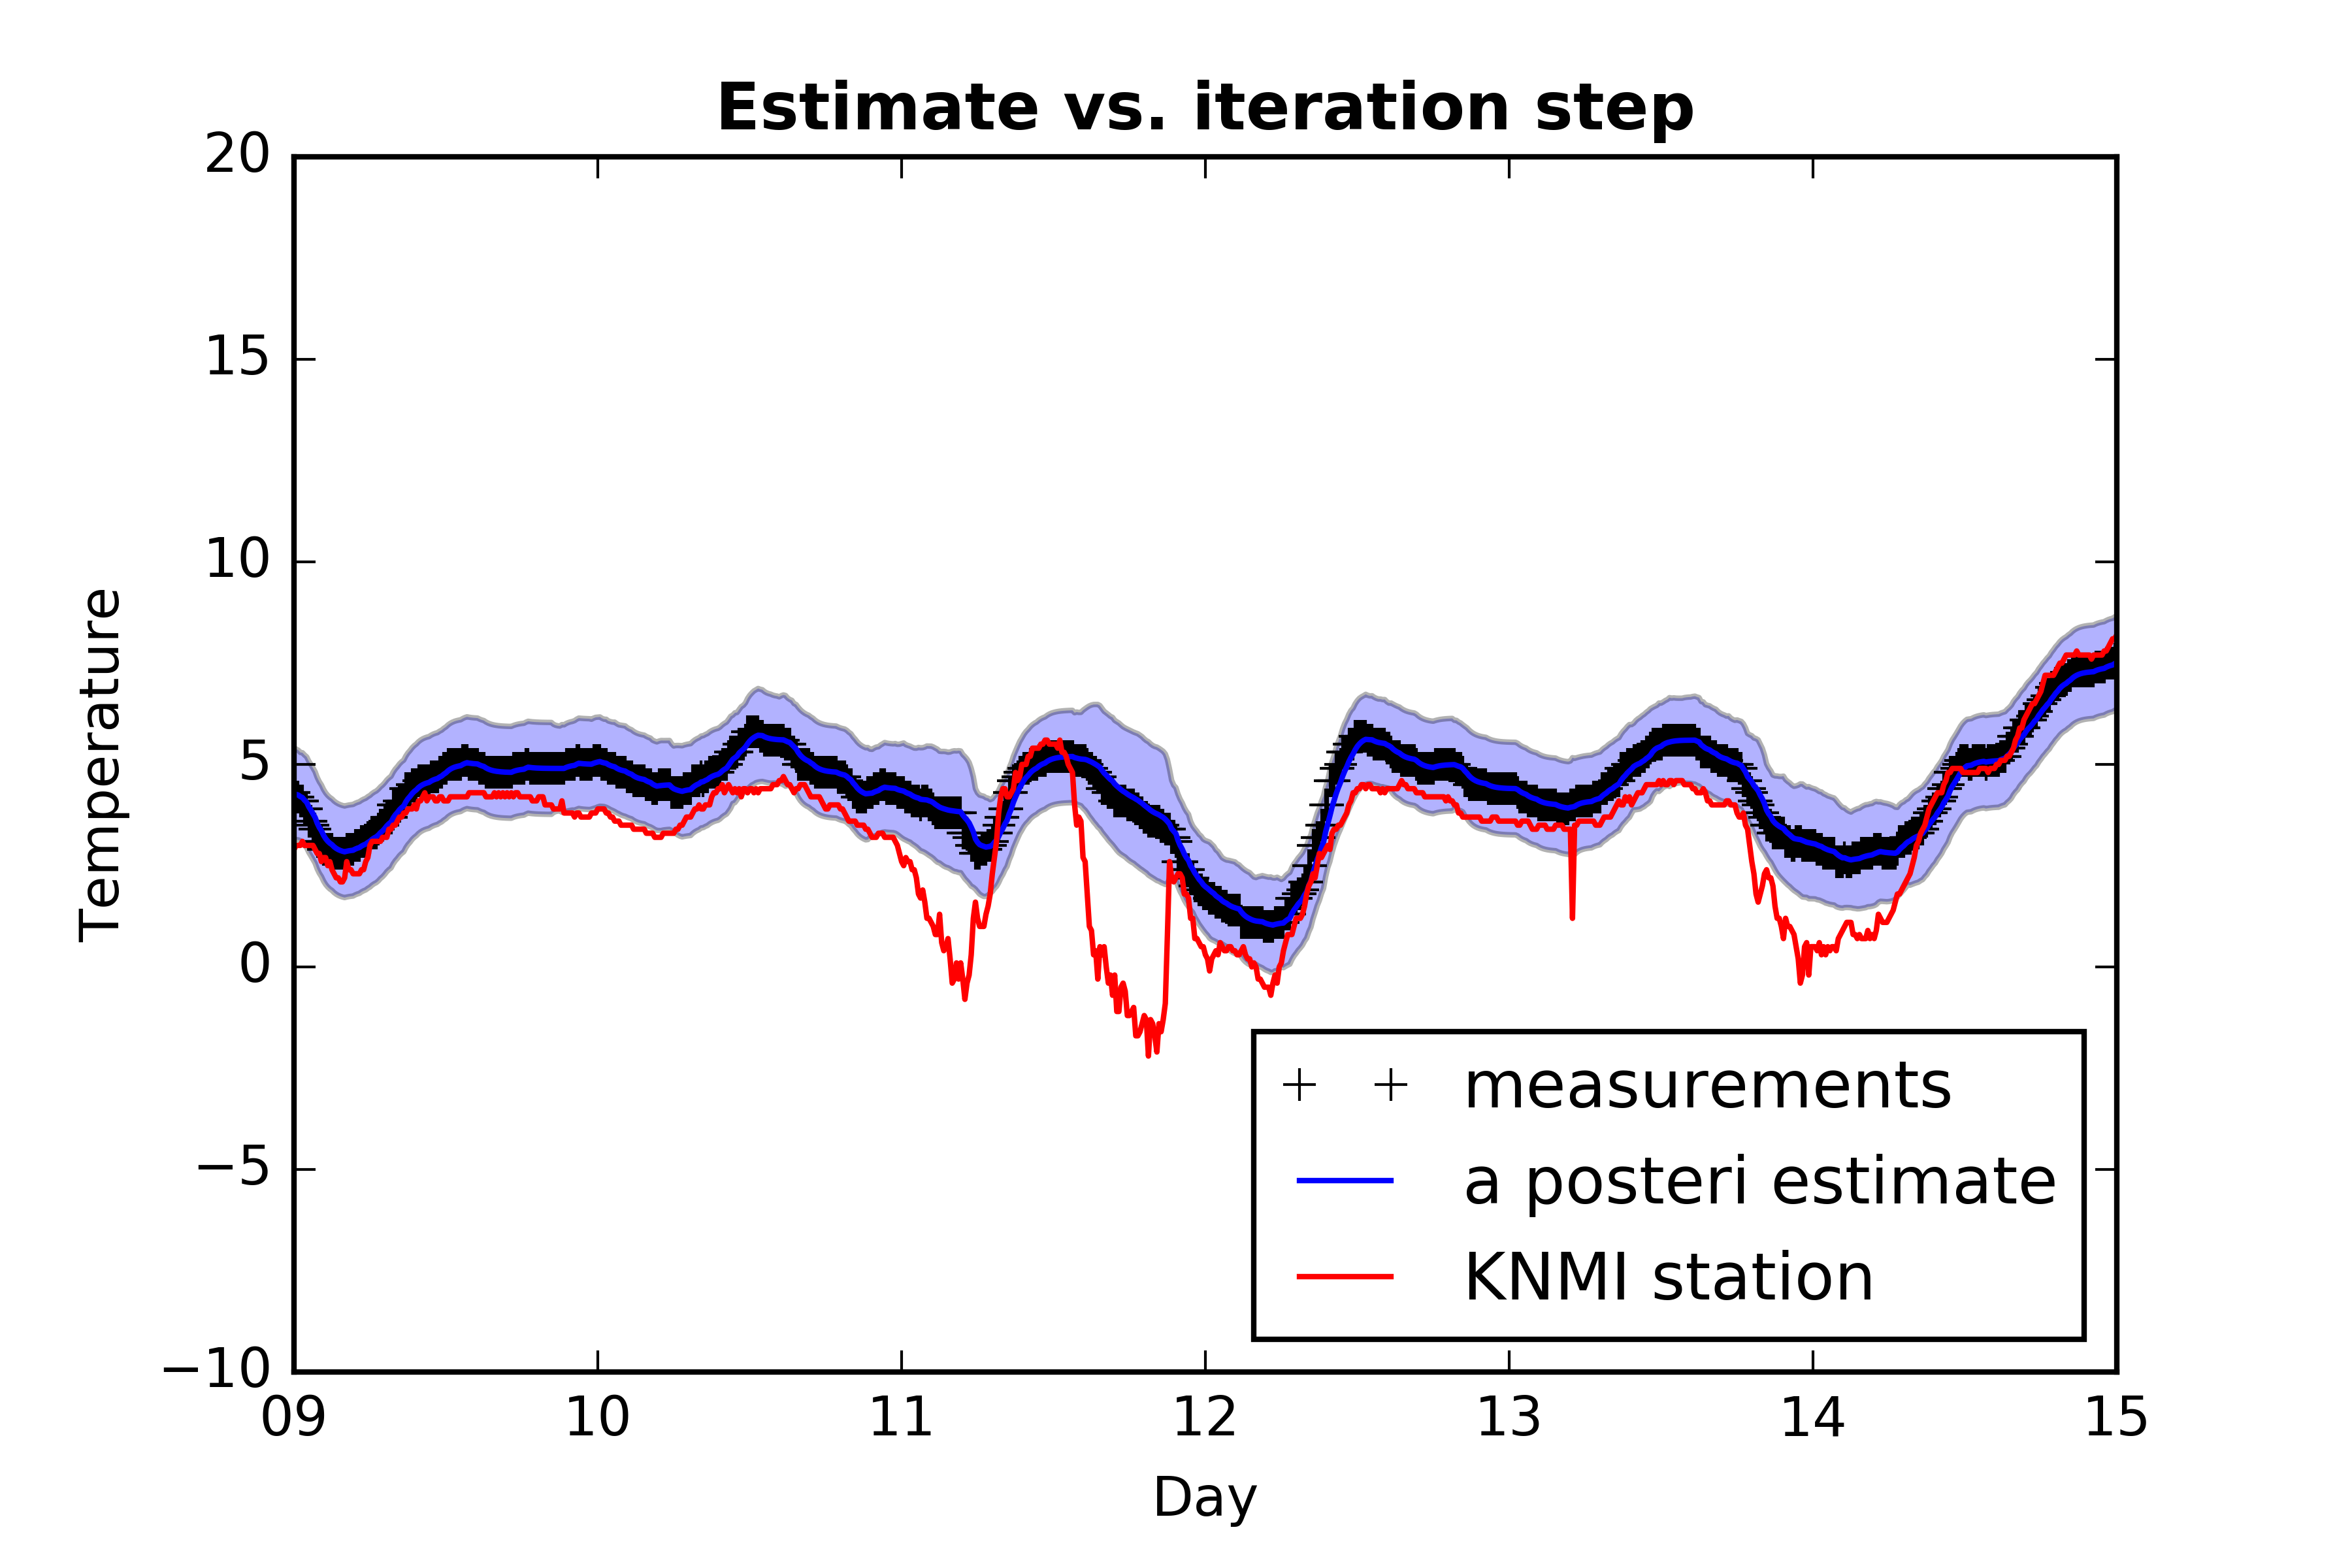 Estimate vs. iteration step
20
15
10
5
0
−5
−10
Temperature
09 10 11 12 13 14 15
Day
measurements
a posteri estimate
KNMI station